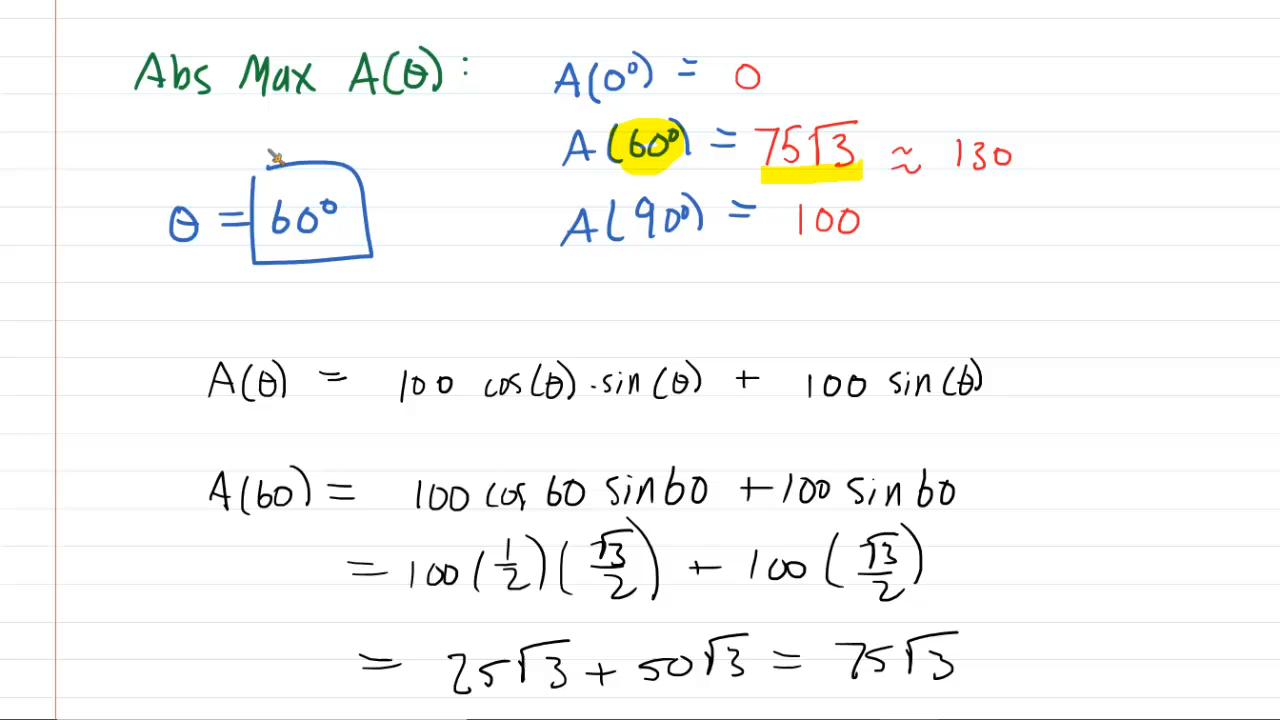 Abs Max A(θ): A(0°) = 0
A(60°) = 75√3 ≈ 130
θ = 60° A(90°) = 100
A(θ) = 100 cos(θ) · sin(θ) + 100 sin(θ)
A(60) = 100 cos 60 sin 60 + 100 sin 60
= 100 (1/2) (√3/2) + 100 (√3/2)
= 25√3 + 50√3 = 75√3